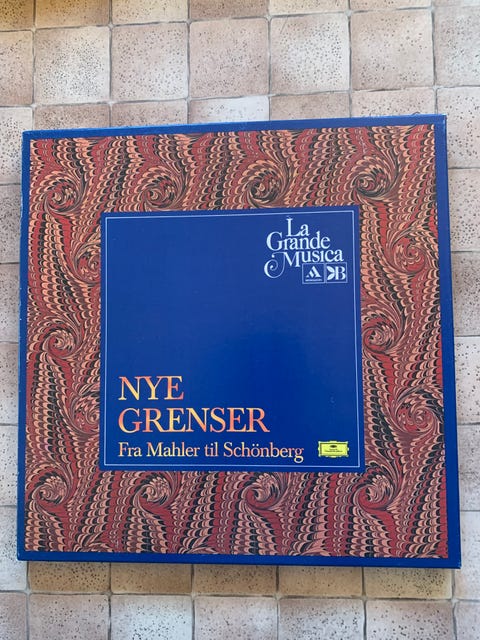 La
Grande
Musica
NYE
GRENSER
Fra Mahler til Schönberg